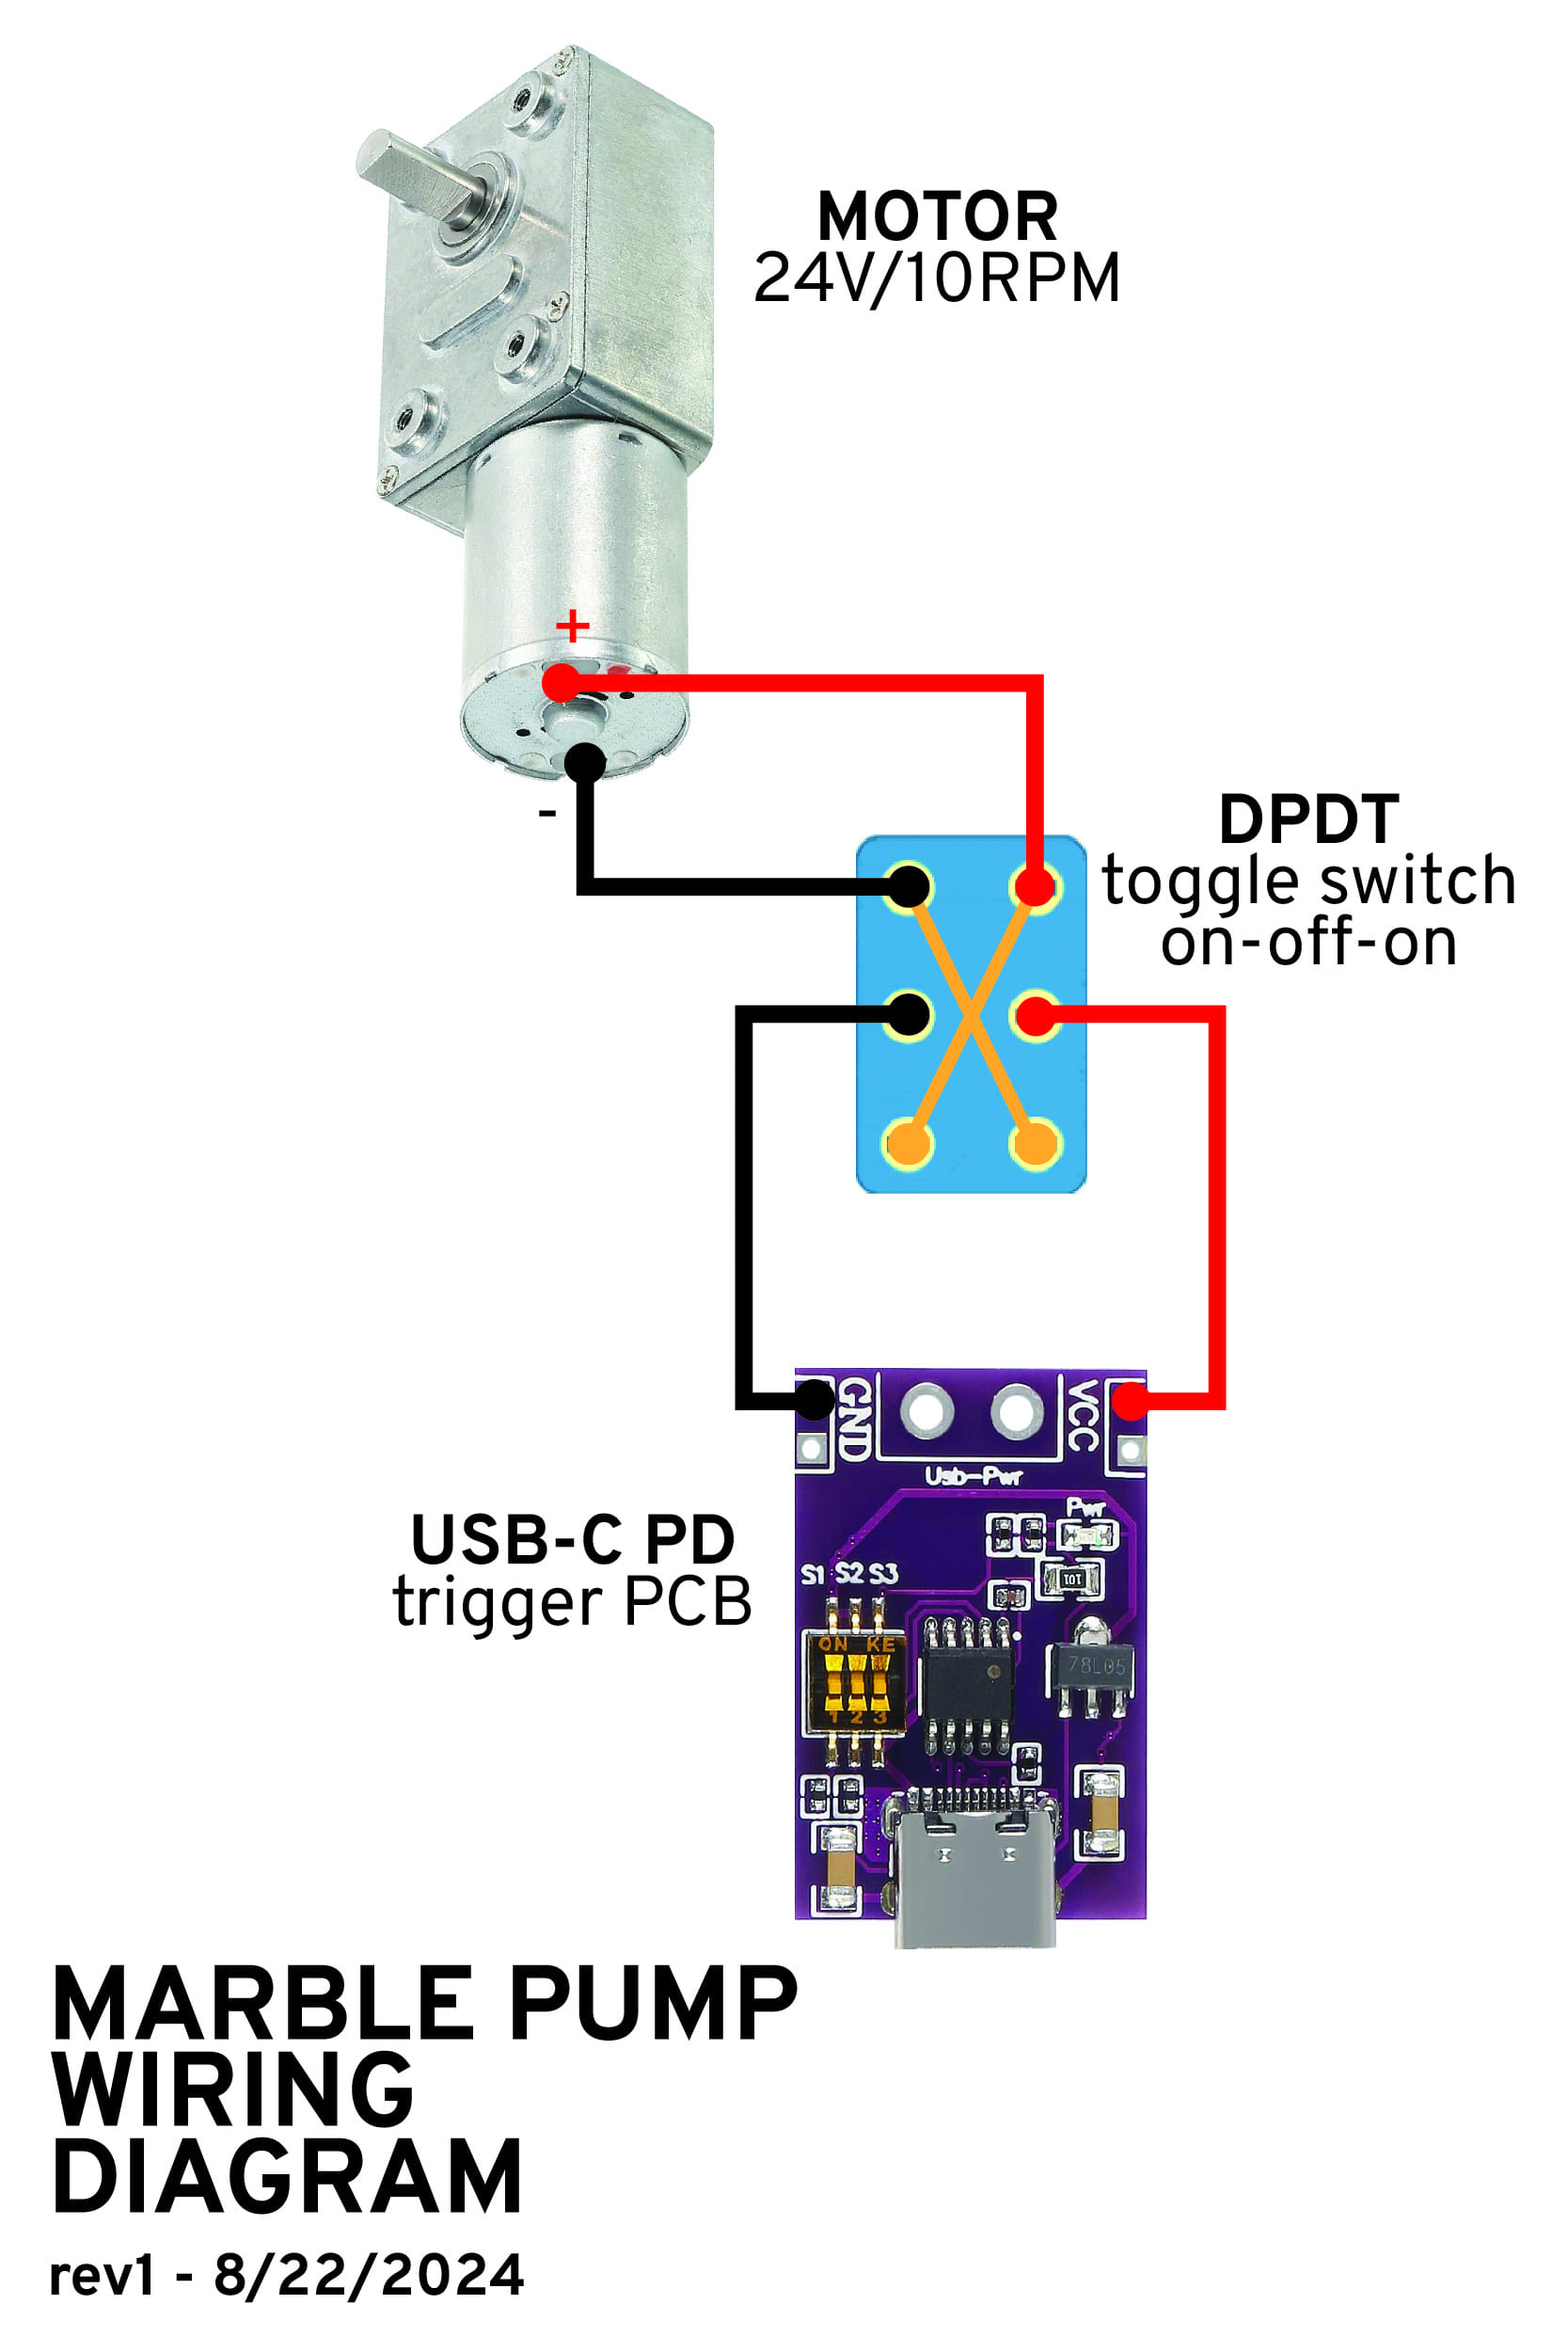 MOTOR
24V/10RPM
+
-
DPDT
toggle switch
on-off-on
GND
VCC
Usb-Pwr
Pwr
USB-C PD
trigger PCB
S1 S2 S3
101
ON KE
1 2 3
78L05
MARBLE PUMP
WIRING
DIAGRAM
rev1 - 8/22/2024